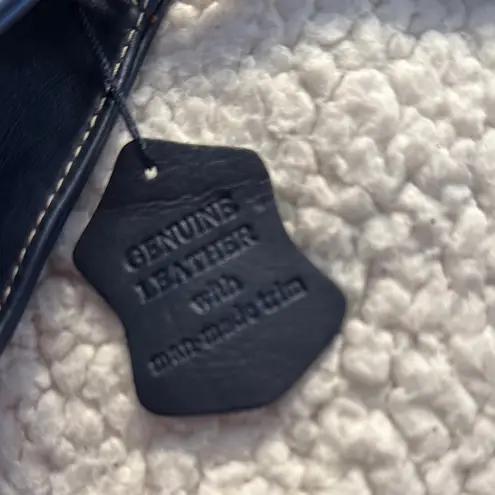 GENUINE
LEATHER
with
man-made trim